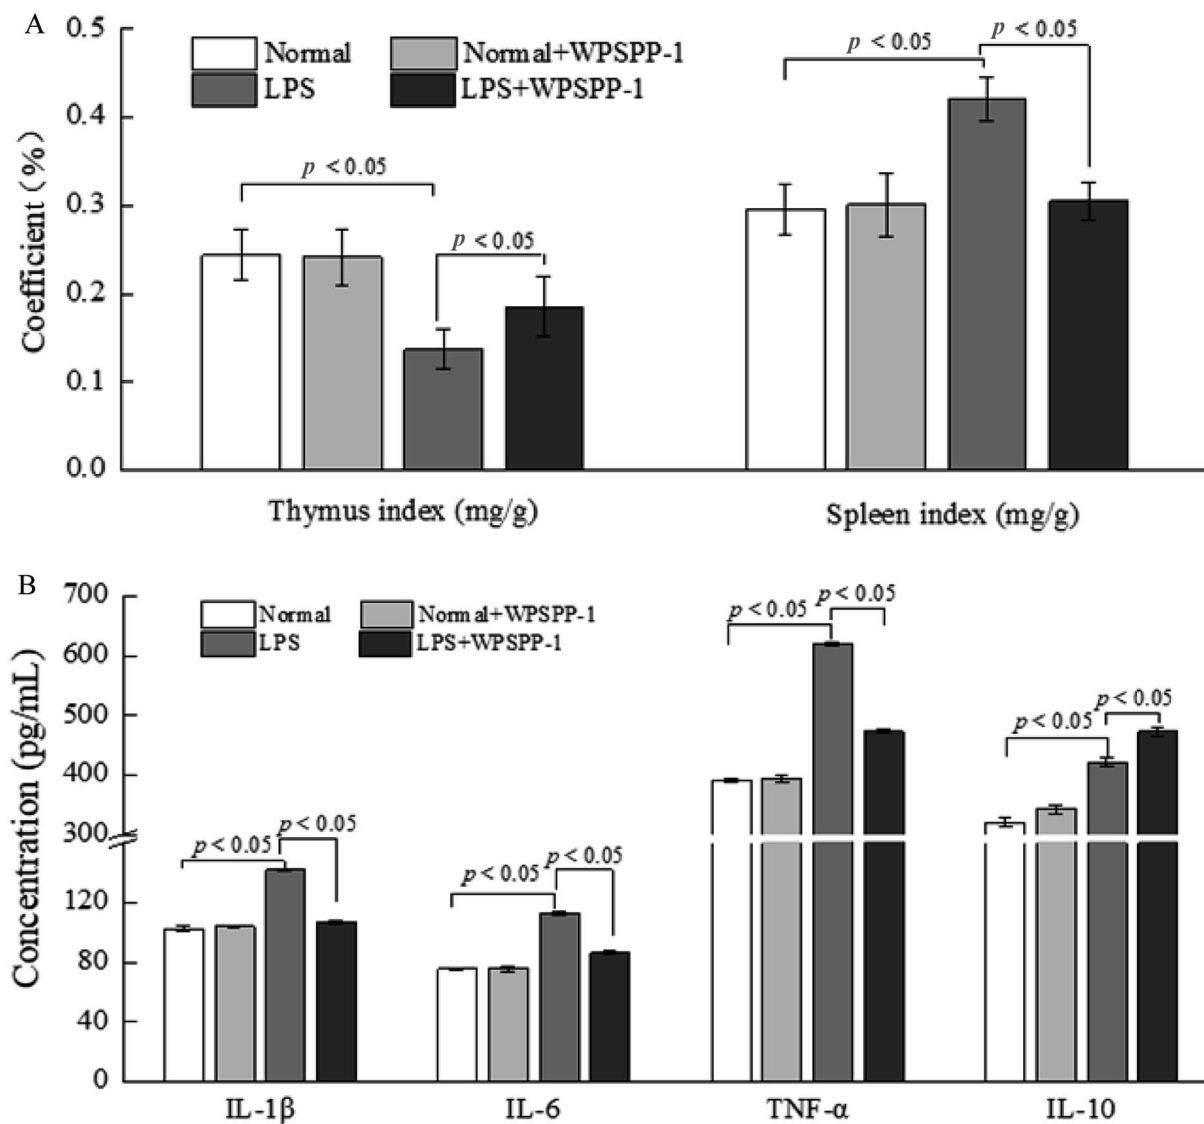 A
0.5
0.4
0.3
0.2
0.1
0.0
Coefficient (%)
Normal
Normal+WPSPP-1
LPS
LPS+WPSPP-1
p < 0.05
p < 0.05
p < 0.05
p < 0.05
Thymus index (mg/g)
Spleen index (mg/g)
B
700
600
500
400
300
120
80
40
0
Concentration (pg/mL)
Normal
Normal+WPSPP-1
LPS
LPS+WPSPP-1
p < 0.05
p < 0.05
p < 0.05
p < 0.05
p < 0.05
p < 0.05
p < 0.05
p < 0.05
IL-1β
IL-6
TNF-α
IL-10